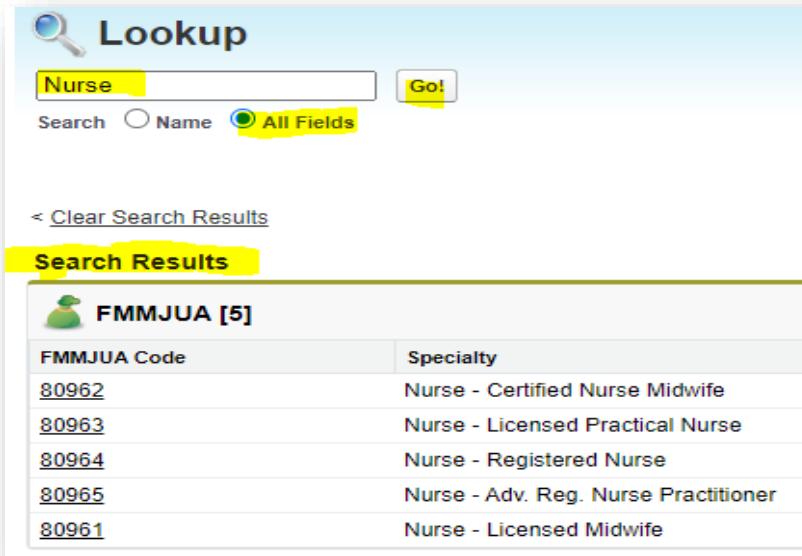 Lookup
Nurse Go!
Search Name All Fields
< Clear Search Results
Search Results
FMMJUA [5]
FMMJUA Code Specialty
80962 Nurse - Certified Nurse Midwife
80963 Nurse - Licensed Practical Nurse
80964 Nurse - Registered Nurse
80965 Nurse - Adv. Reg. Nurse Practitioner
80961 Nurse - Licensed Midwife